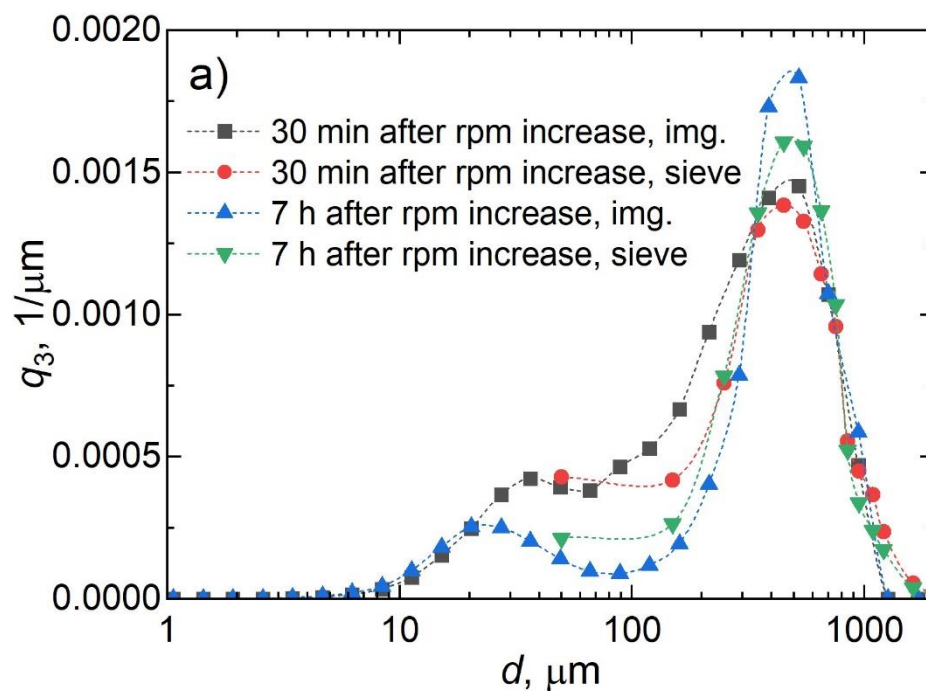 a)
30 min after rpm increase, img.
30 min after rpm increase, sieve
7 h after rpm increase, img.
7 h after rpm increase, sieve
q3, 1/μm
0.0020
0.0015
0.0010
0.0005
0.0000
1 10 100 1000
d, μm